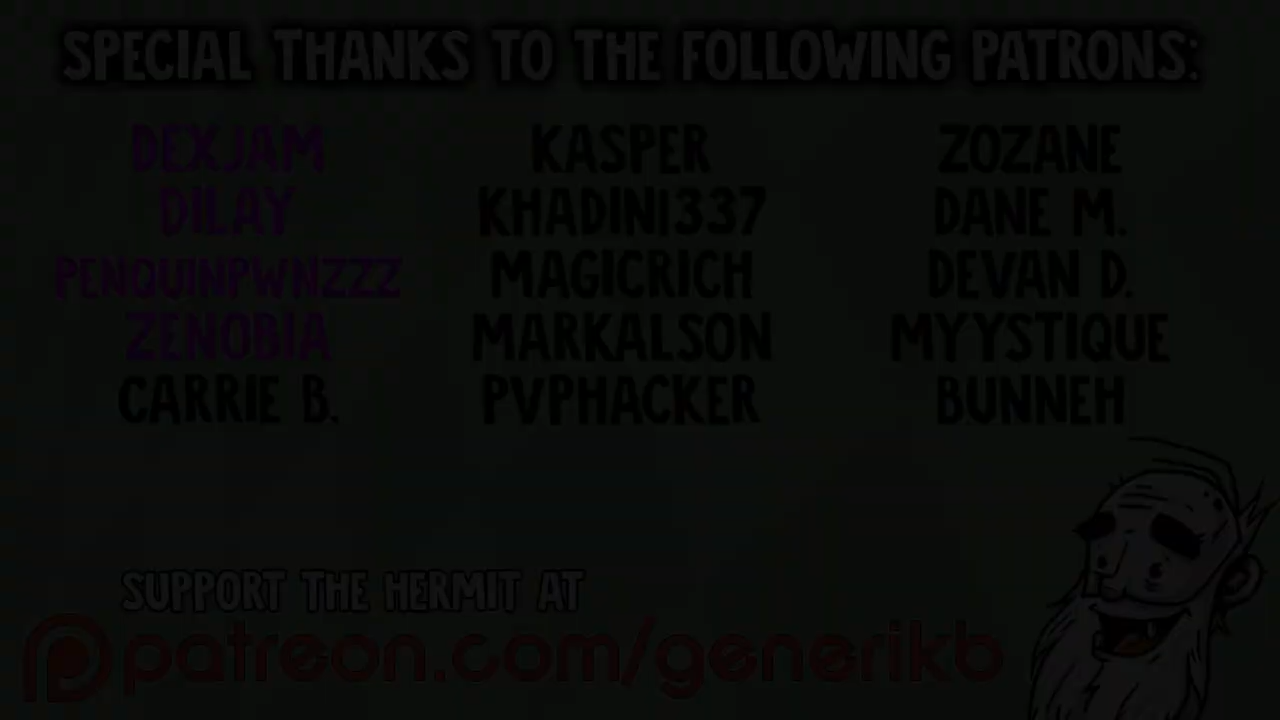 SPECIAL THANKS TO THE FOLLOWING PATRONS:
DEXJAM
DILAY
PENQUINPWNZZZ
ZENOBIA
CARRIE B.
KASPER
KHADIN1337
MAGICRICH
MARKALSON
PVPHACKER
ZOZANE
DANE M.
DEVAN D.
MYYSTIQUE
BUNNEH
SUPPORT THE HERMIT AT
patreon.com/generikb